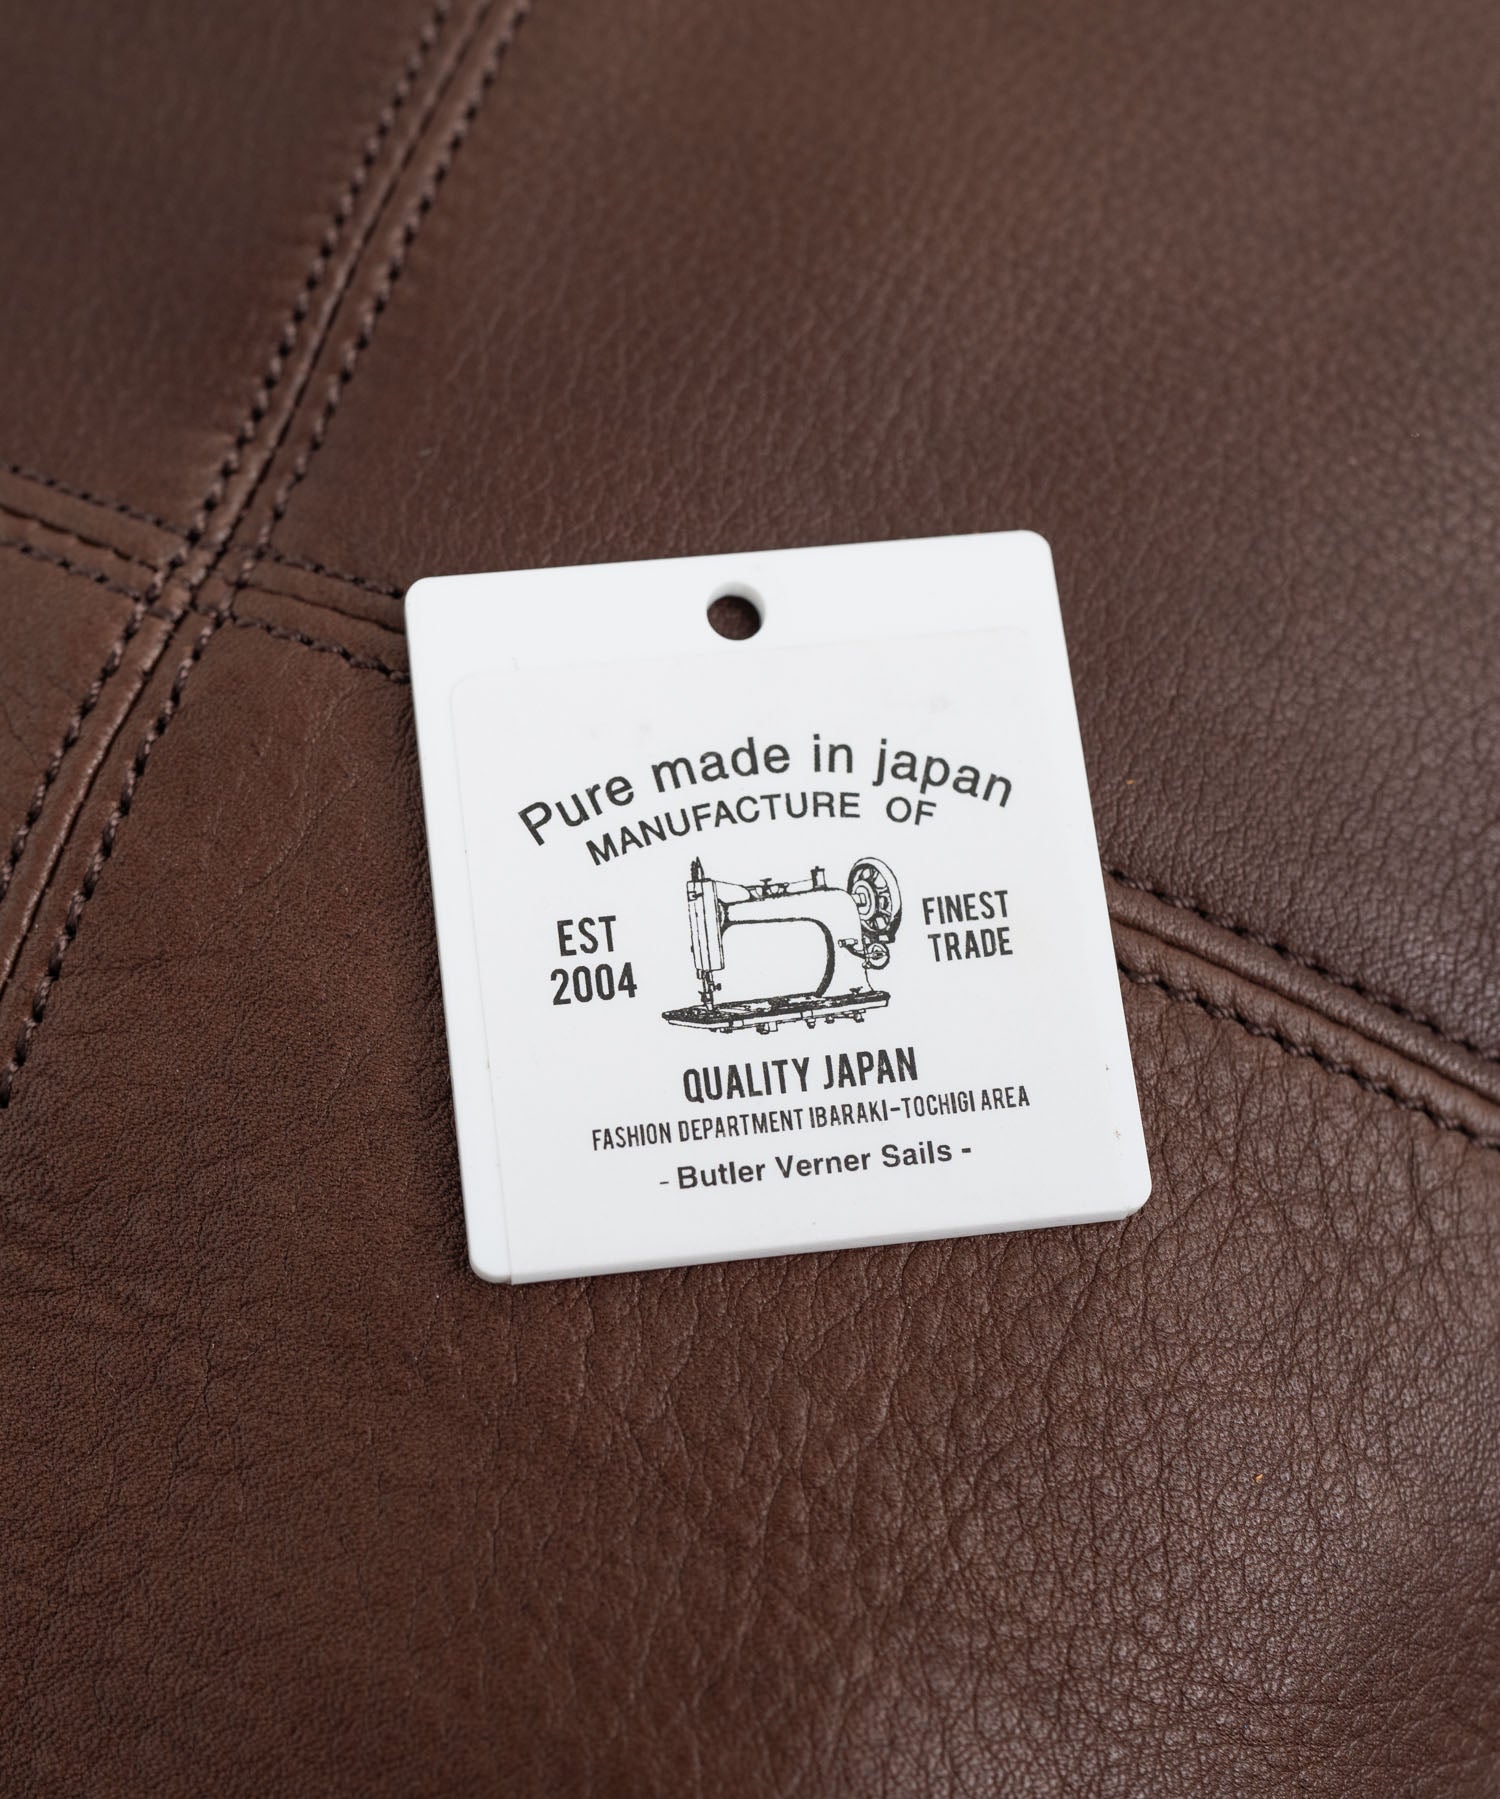 Pure made in japan
MANUFACTURE OF
EST
2004
FINEST
TRADE
QUALITY JAPAN
FASHION DEPARTMENT IBARAKI-TOCHIGI AREA
- Butler Verner Sails -